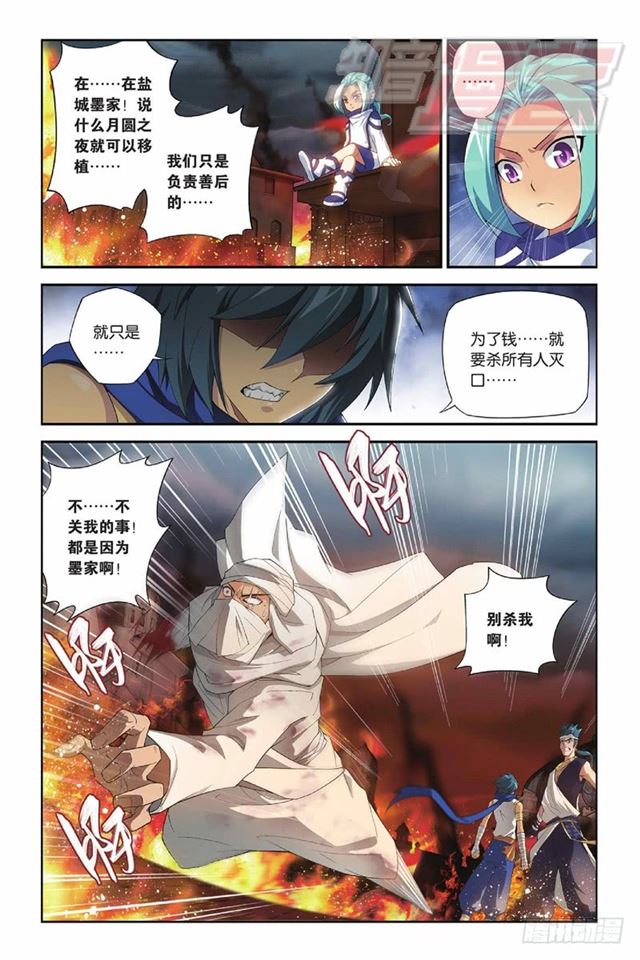 在……在盐
城墨家！说
什么月圆之
夜就可以移
植……
我们只是
负责善后
的……
……
就只是
……
为了钱……就
要杀所有人灭
口……
不……不
关我的事！
都是因为
墨家啊！
啊
啊
啊
别杀我
啊！
腾讯动漫